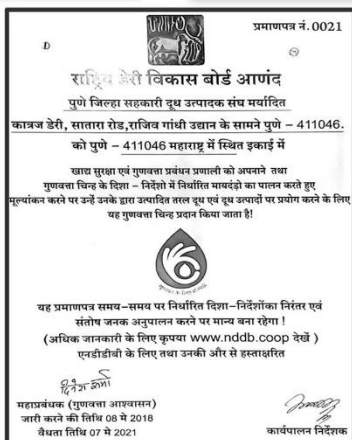 प्रमाणपत्र नं. 0021
D
राष्ट्रिय डेरी विकास बोर्ड आणंद
पुणे जिल्हा सहकारी दूध उत्पादक संघ मर्यादित
कात्रज डेरी, सातारा रोड, राजिव गांधी उद्यान के सामने पुणे – 411046.
को पुणे – 411046 महाराष्ट्र में स्थित इकाई में
खाद्य सुरक्षा एवं गुणवत्ता प्रबंधन प्रणाली को अपनाने तथा
गुणवत्ता चिन्ह के दिशा – निर्देशो में निर्धारित मायदंड़ो का पालन करते हुए
मूल्यांकन करने पर उन्हें उनके द्वारा उत्पादित तरल दूध एवं दूध उत्पादों पर प्रयोग करने के लिए
यह गुणवत्ता चिन्ह प्रदान किया जाता है!
यह प्रमाणपत्र समय–समय पर निर्धारित दिशा–निर्देशोंका निरंतर एवं
संतोष जनक अनुपालन करने पर मान्य बना रहेगा !
(अधिक जानकारी के लिए कृपया www.nddb.coop देखें )
एनडीडीबी के लिए तथा उनकी और से हस्ताक्षरित
दिनेश शर्मा
महाप्रबंधक (गुणवत्ता आश्वासन)
जारी करने की तिथि 08 मे 2018
वैधता तिथि 07 मे 2021
कार्यपालन निर्देशक